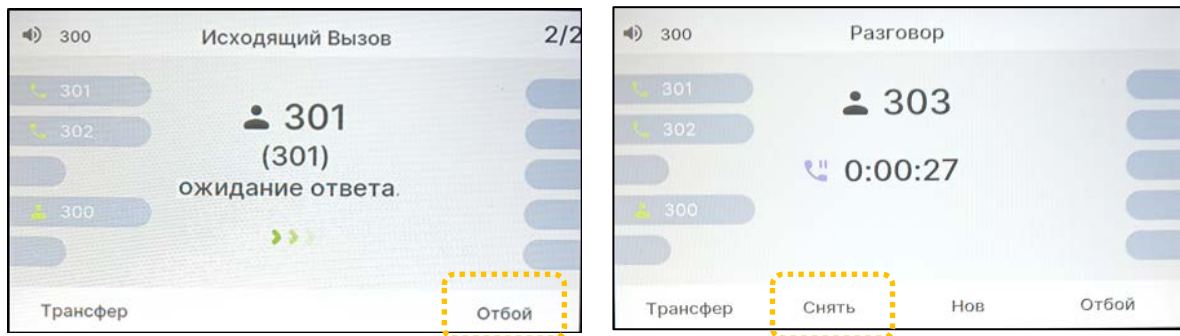 300 Исходящий Вызов 2/2
301
302
300
301
(301)
ожидание ответа.
Трансфер Отбой
300 Разговор
301
302
300
303
0:00:27
Трансфер Снять Нов Отбой